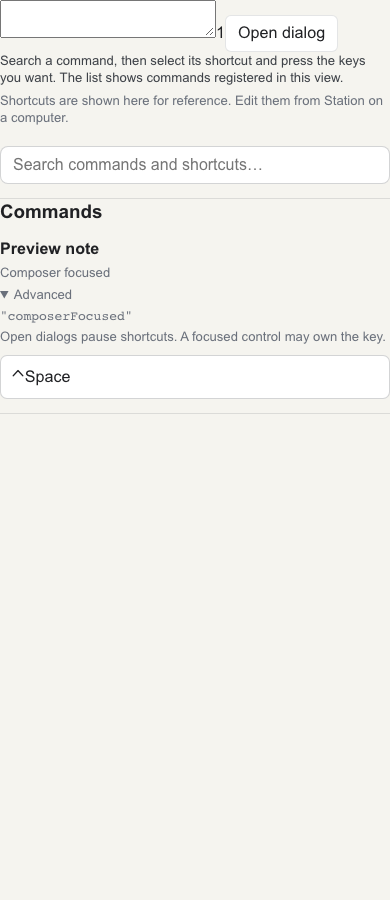 1 Open dialog
Search a command, then select its shortcut and press the keys
you want. The list shows commands registered in this view.
Shortcuts are shown here for reference. Edit them from Station on
a computer.
Search commands and shortcuts…
Commands
Preview note
Composer focused
▼ Advanced
"composerFocused"
Open dialogs pause shortcuts. A focused control may own the key.
^Space